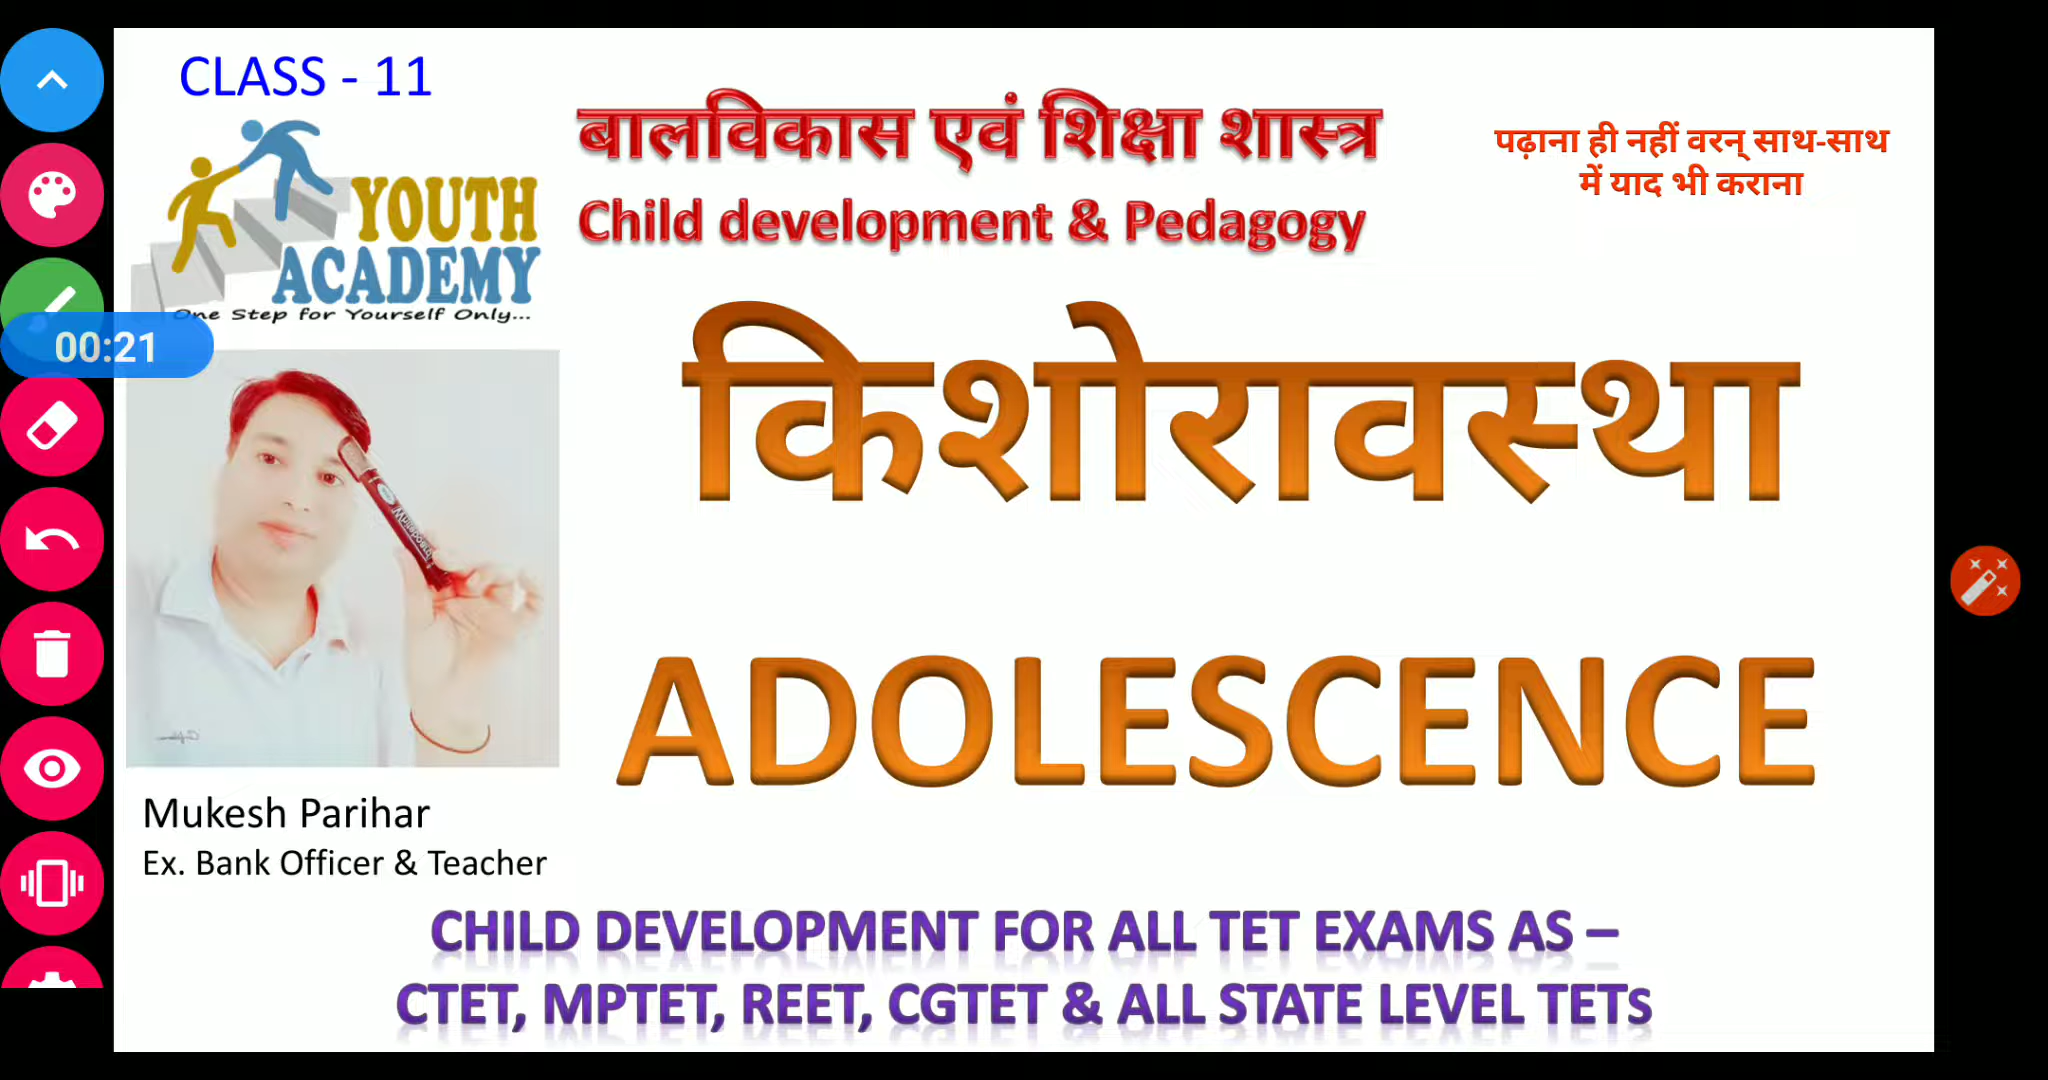 CLASS - 11
बालविकास एवं शिक्षा शास्त्र
Child development & Pedagogy
पढ़ाना ही नहीं वरन् साथ-साथ
में याद भी कराना
YOUTH
ACADEMY
One Step for Yourself Only...
00:21
किशोरावस्था
ADOLESCENCE
Mukesh Parihar
Ex. Bank Officer & Teacher
CHILD DEVELOPMENT FOR ALL TET EXAMS AS –
CTET, MPTET, REET, CGTET & ALL STATE LEVEL TETs